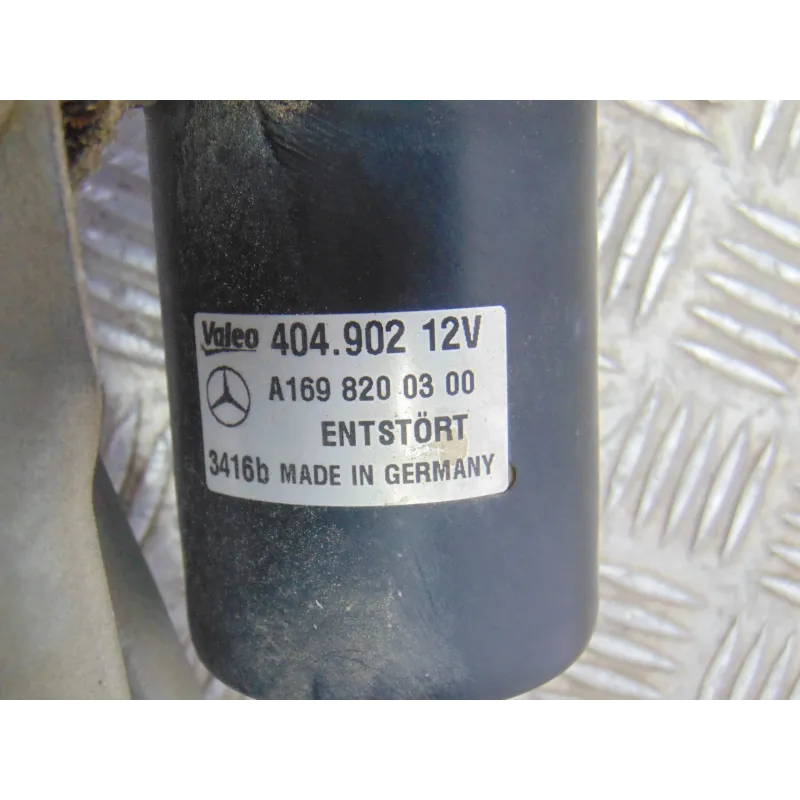 Valeo 404.902 12V
A169 820 03 00
ENTSTÖRT
3416b MADE IN GERMANY